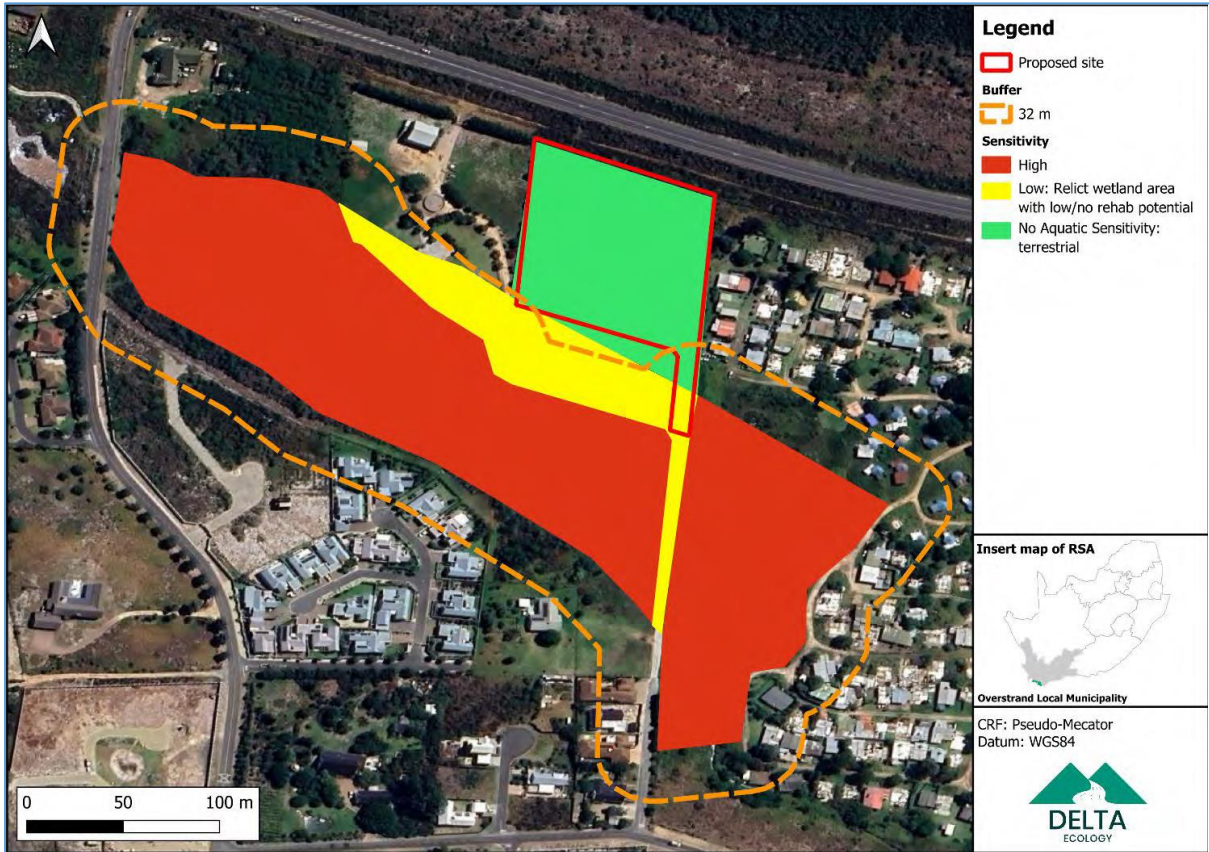 Legend
Proposed site
Buffer
32 m
Sensitivity
High
Low: Relict wetland area
with low/no rehab potential
No Aquatic Sensitivity:
terrestrial
Insert map of RSA
Overstrand Local Municipality
CRF: Pseudo-Mecator
Datum: WGS84
DELTA
ECOLOGY
0 50 100 m